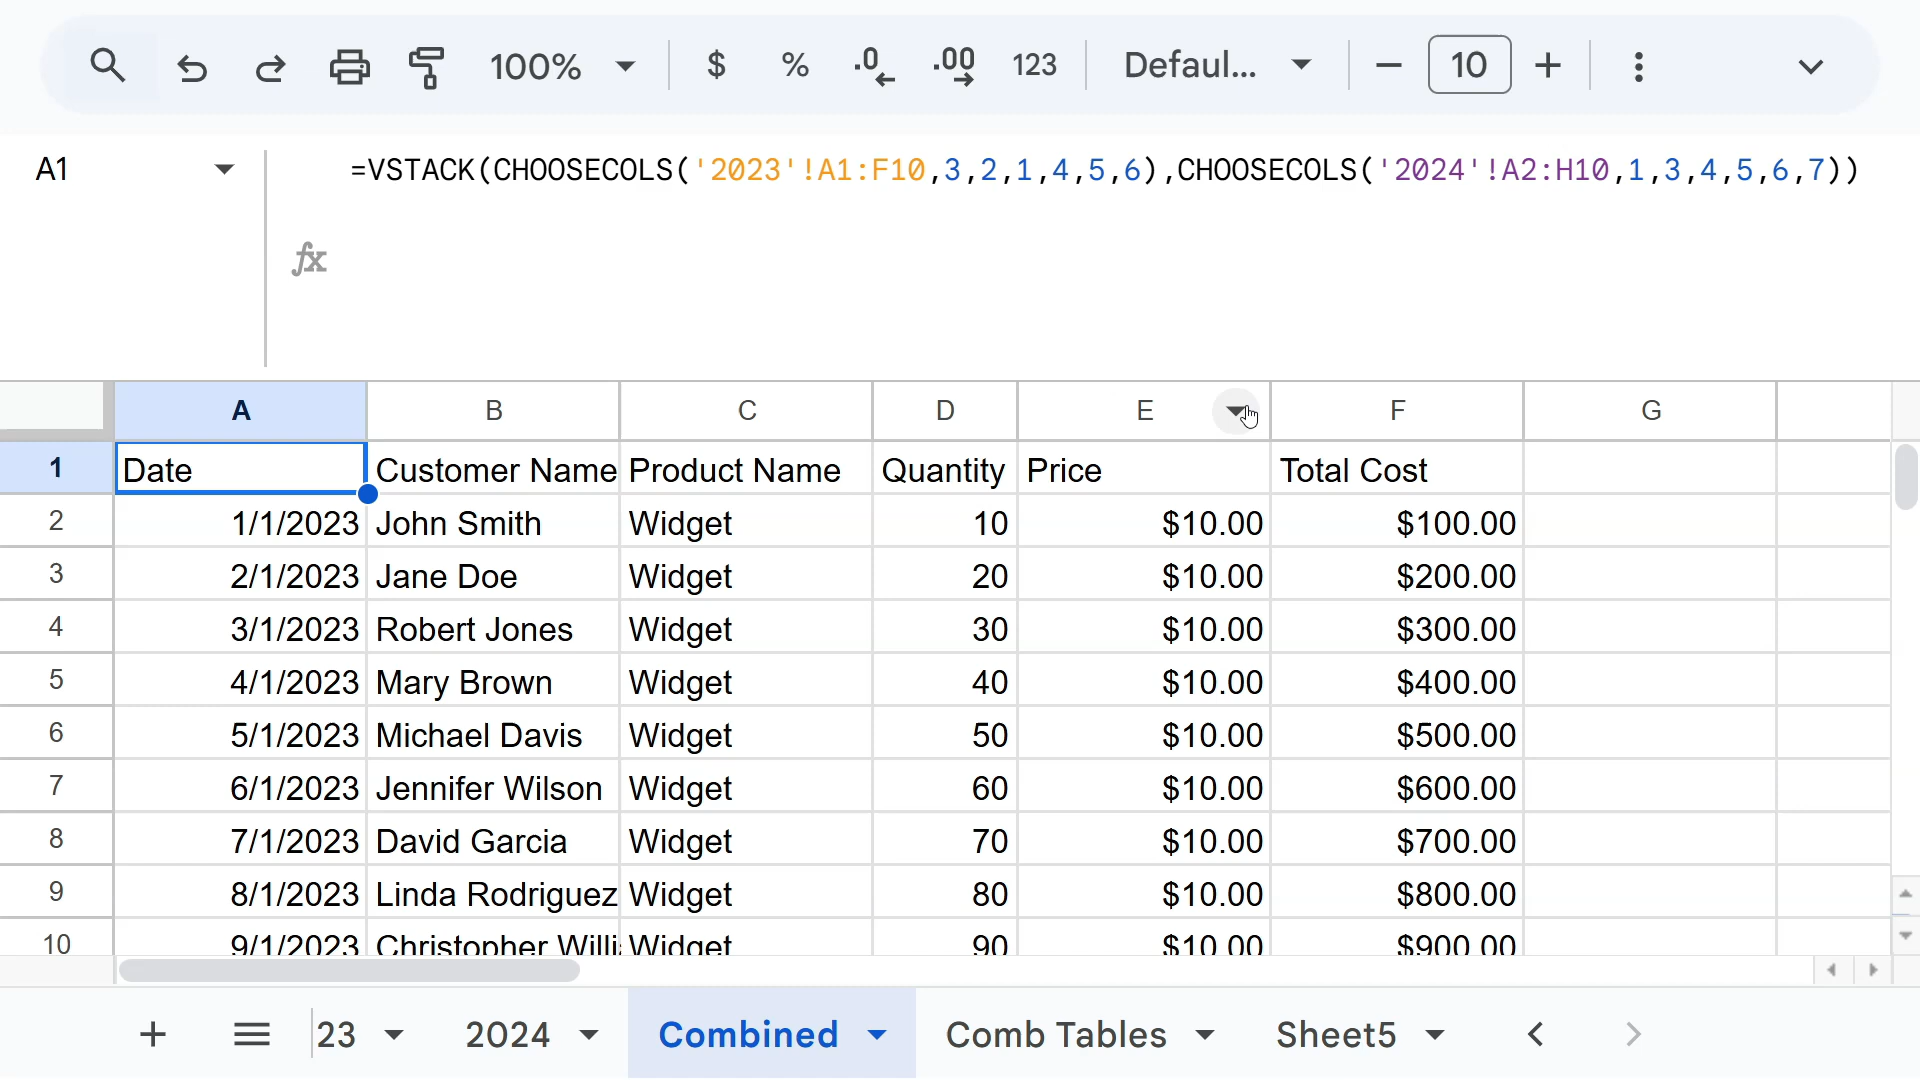 100% $ % .0 .00 123 Defaul... 10
A1 =VSTACK(CHOOSECOLS('2023'!A1:F10,3,2,1,4,5,6),CHOOSECOLS('2024'!A2:H10,1,3,4,5,6,7))
fx
A B C D E F G
1 Date Customer Name Product Name Quantity Price Total Cost
2 1/1/2023 John Smith Widget 10 $10.00 $100.00
3 2/1/2023 Jane Doe Widget 20 $10.00 $200.00
4 3/1/2023 Robert Jones Widget 30 $10.00 $300.00
5 4/1/2023 Mary Brown Widget 40 $10.00 $400.00
6 5/1/2023 Michael Davis Widget 50 $10.00 $500.00
7 6/1/2023 Jennifer Wilson Widget 60 $10.00 $600.00
8 7/1/2023 David Garcia Widget 70 $10.00 $700.00
9 8/1/2023 Linda Rodriguez Widget 80 $10.00 $800.00
10 9/1/2023 Christopher Willi Widget 90 $10.00 $900.00
23 2024 Combined Comb Tables Sheet5